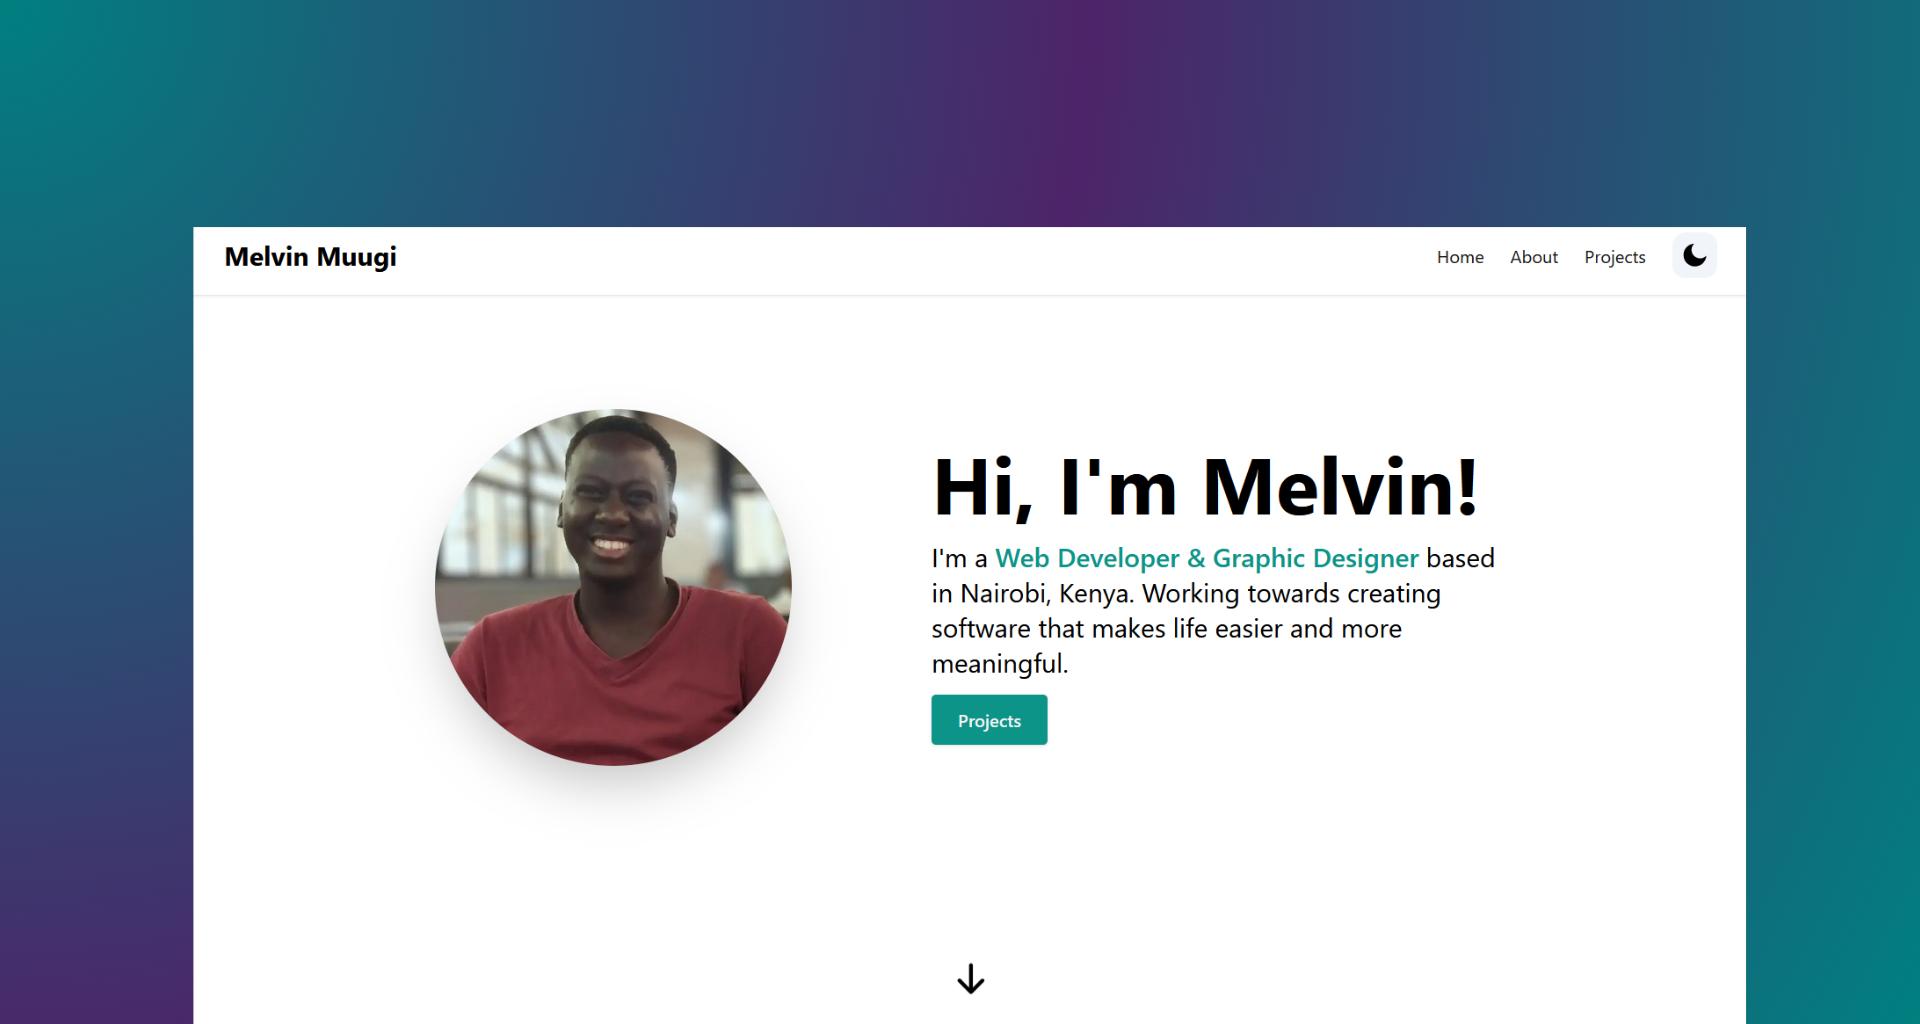 Melvin Muugi
Home About Projects
Hi, I'm Melvin!
I'm a Web Developer & Graphic Designer based
in Nairobi, Kenya. Working towards creating
software that makes life easier and more
meaningful.
Projects